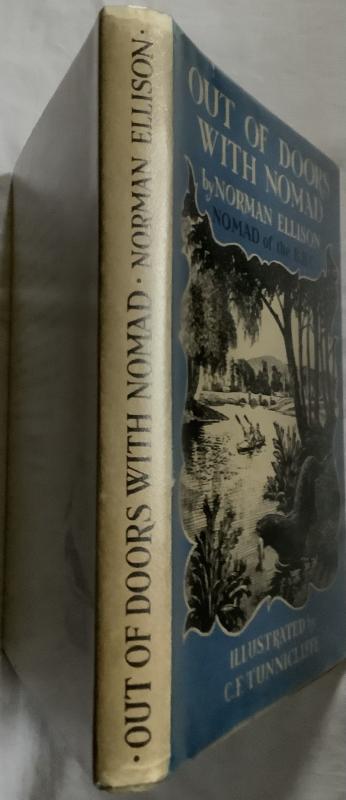 · OUT OF DOORS WITH NOMAD · NORMAN ELLISON ·
OUT OF DOORS
WITH NOMAD
by NORMAN ELLISON
NOMAD of the B.B.C.
ILLUSTRATED by
C.F. TUNNICLIFFE